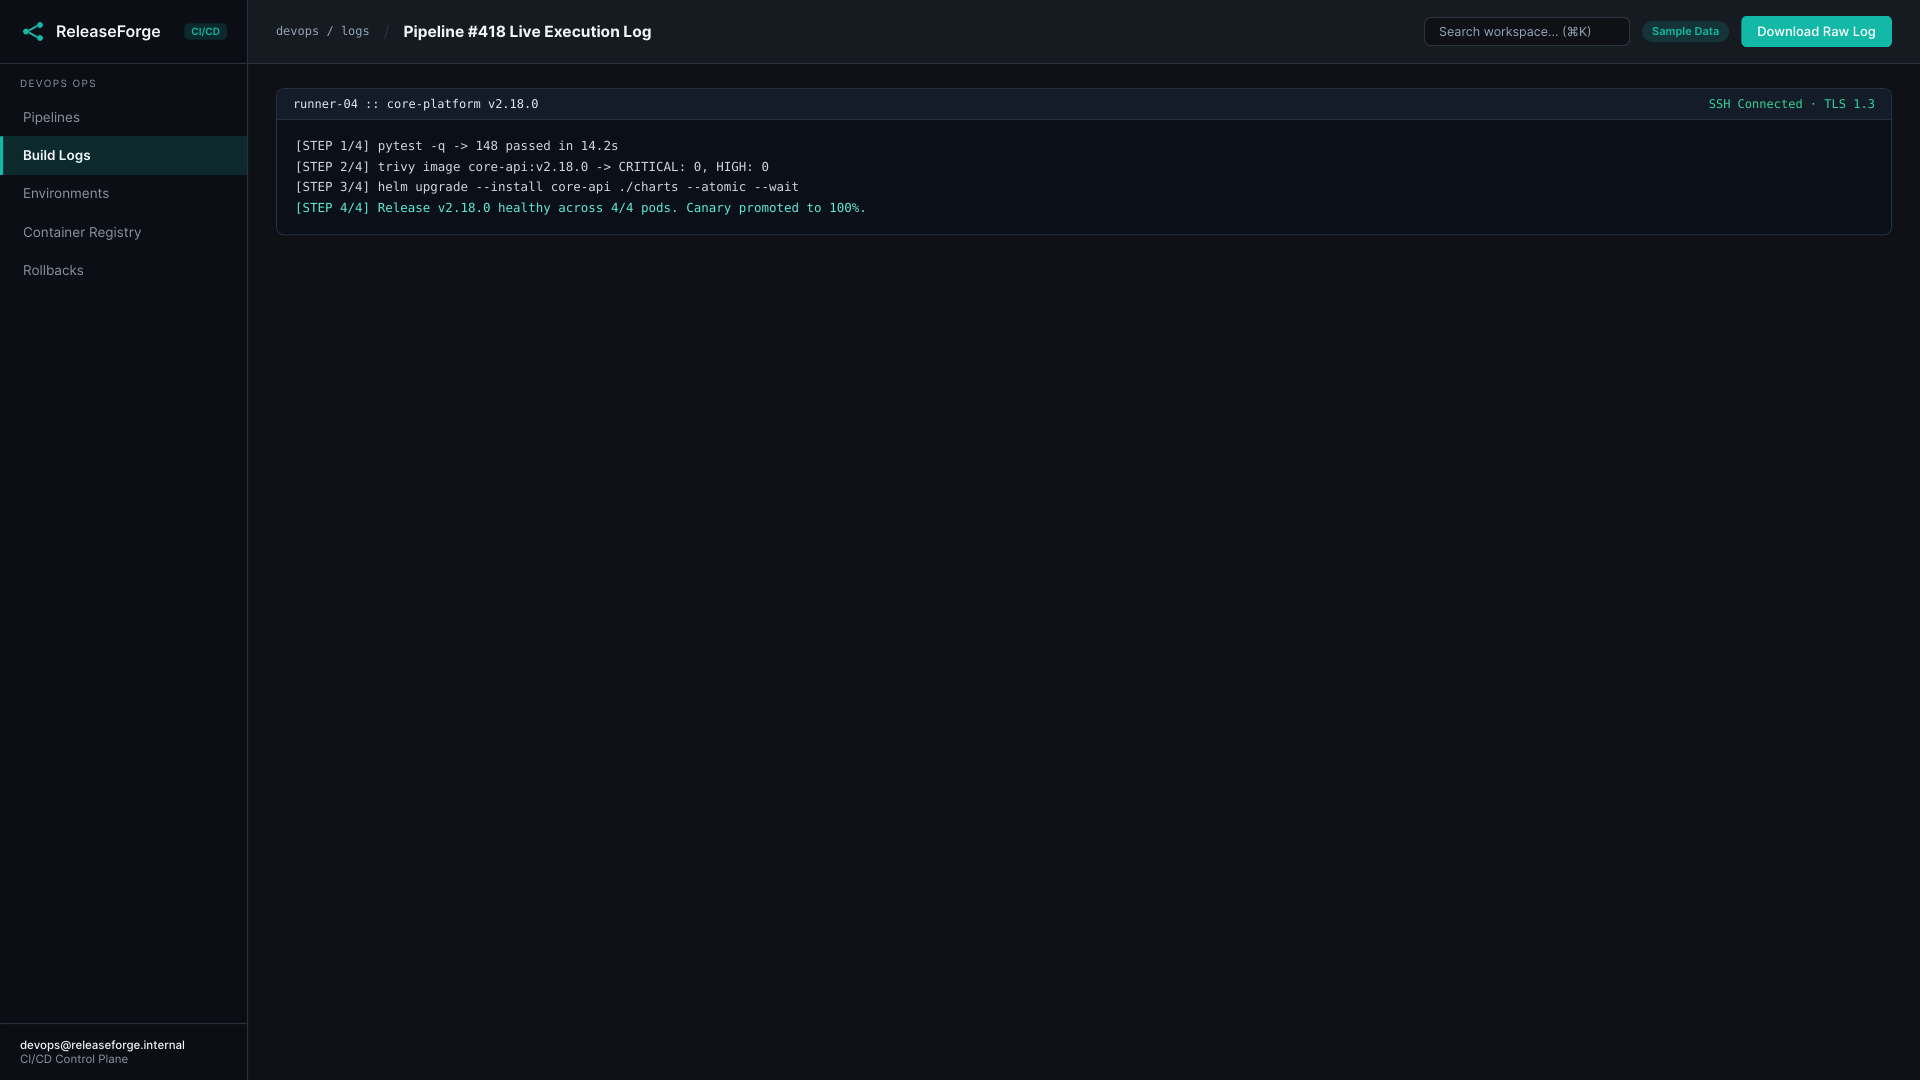 ReleaseForge CI/CD
DEVOPS OPS
Pipelines
Build Logs
Environments
Container Registry
Rollbacks
devops@releaseforge.internal
CI/CD Control Plane
devops / logs / Pipeline #418 Live Execution Log
Search workspace... (⌘K)
Sample Data
Download Raw Log
runner-04 :: core-platform v2.18.0
SSH Connected · TLS 1.3
[STEP 1/4] pytest -q -> 148 passed in 14.2s
[STEP 2/4] trivy image core-api:v2.18.0 -> CRITICAL: 0, HIGH: 0
[STEP 3/4] helm upgrade --install core-api ./charts --atomic --wait
[STEP 4/4] Release v2.18.0 healthy across 4/4 pods. Canary promoted to 100%.